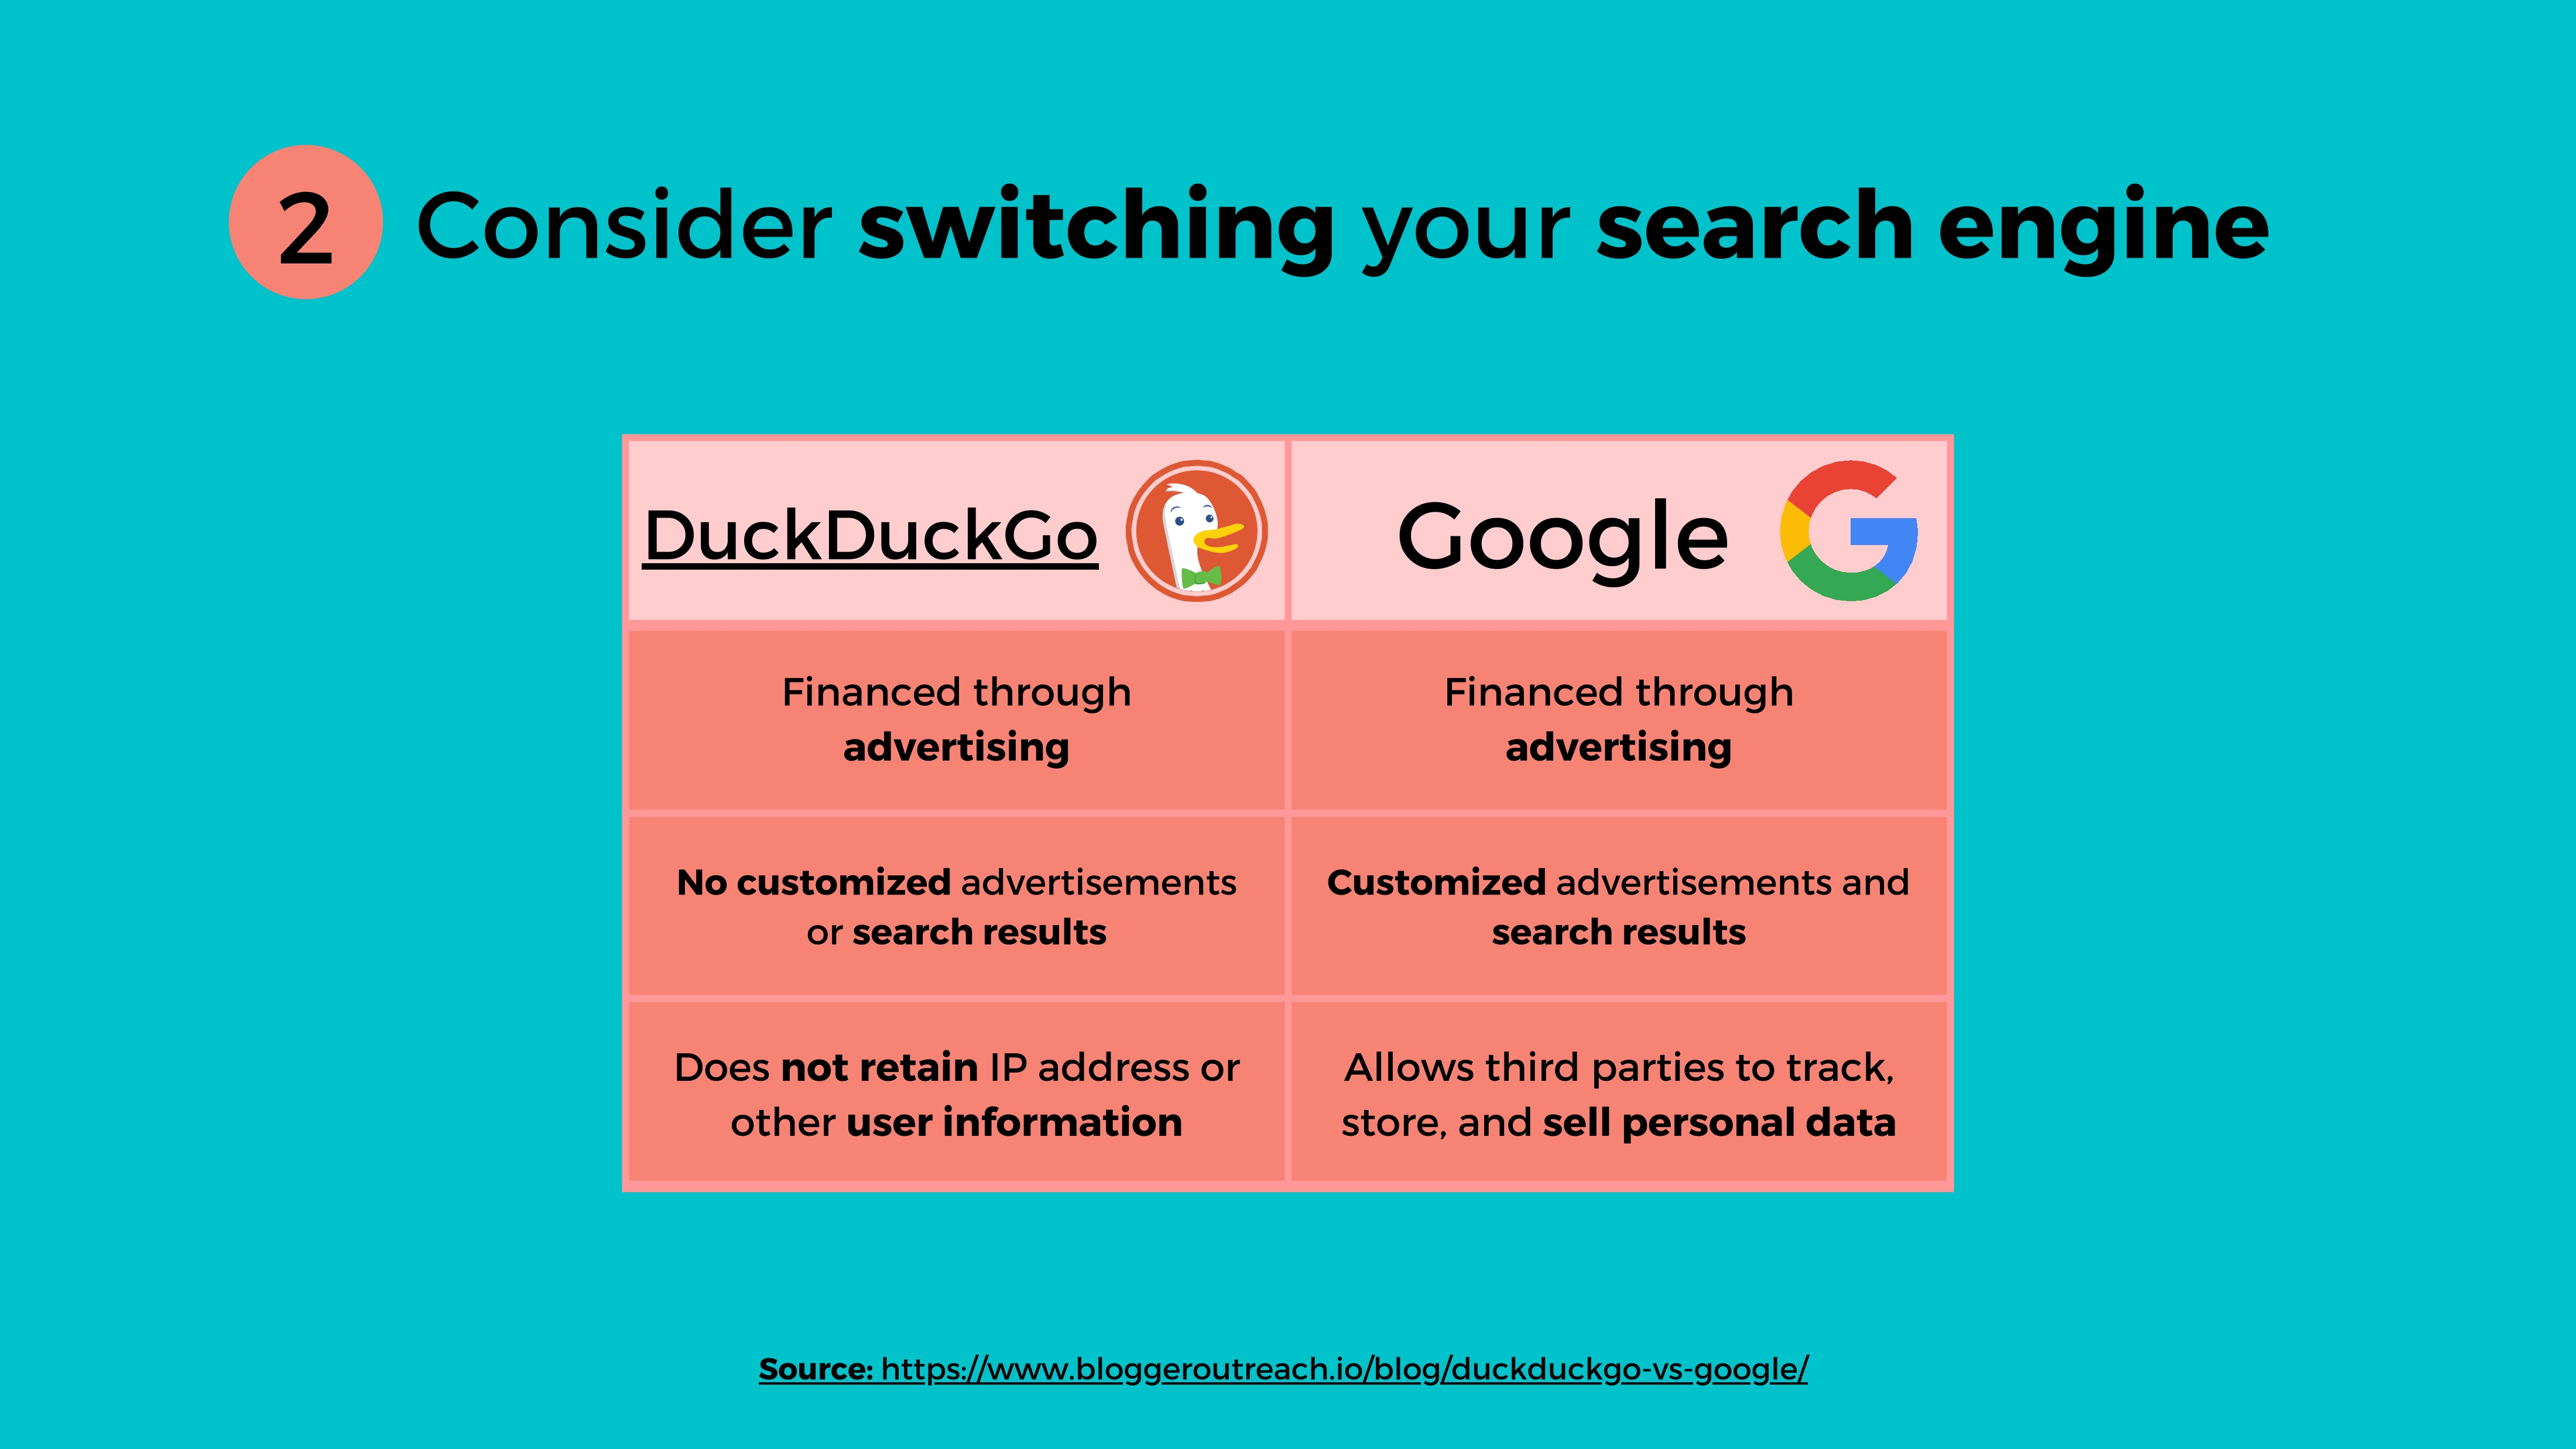 2 Consider switching your search engine
DuckDuckGo
Google
Financed through
advertising
Financed through
advertising
No customized advertisements
or search results
Customized advertisements and
search results
Does not retain IP address or
other user information
Allows third parties to track,
store, and sell personal data
Source: https://www.bloggeroutreach.io/blog/duckduckgo-vs-google/